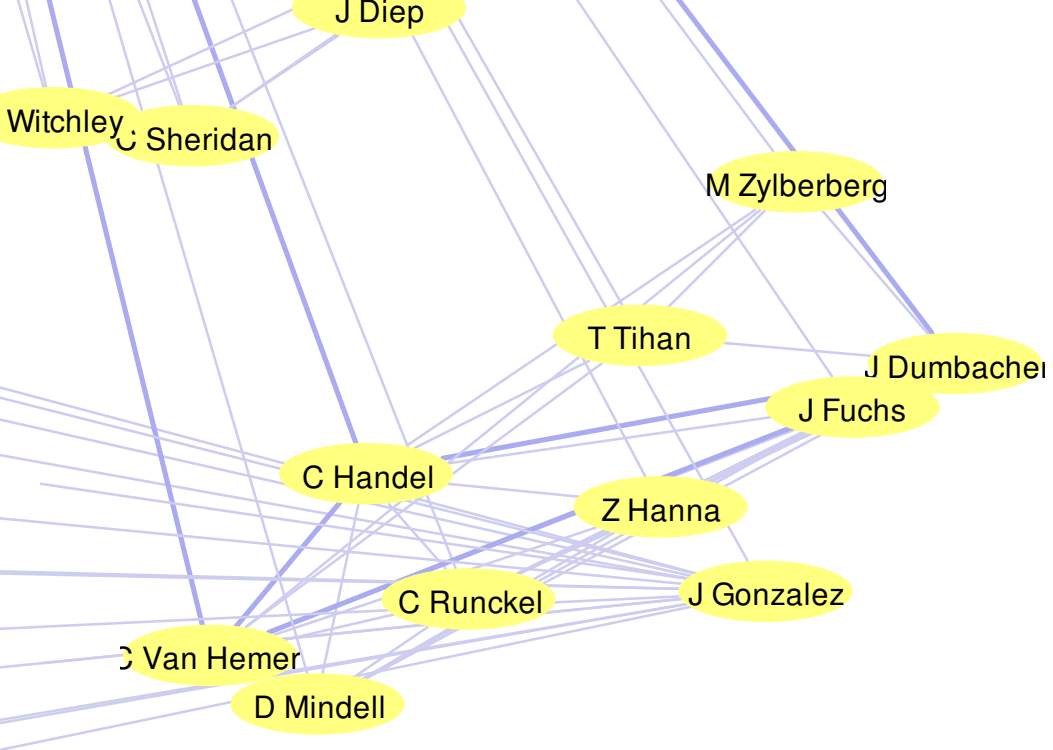 J Diep
Witchley
C Sheridan
M Zylberberg
T Tihan
J Dumbacher
J Fuchs
C Handel
Z Hanna
J Gonzalez
C Runckel
C Van Hemer
D Mindell